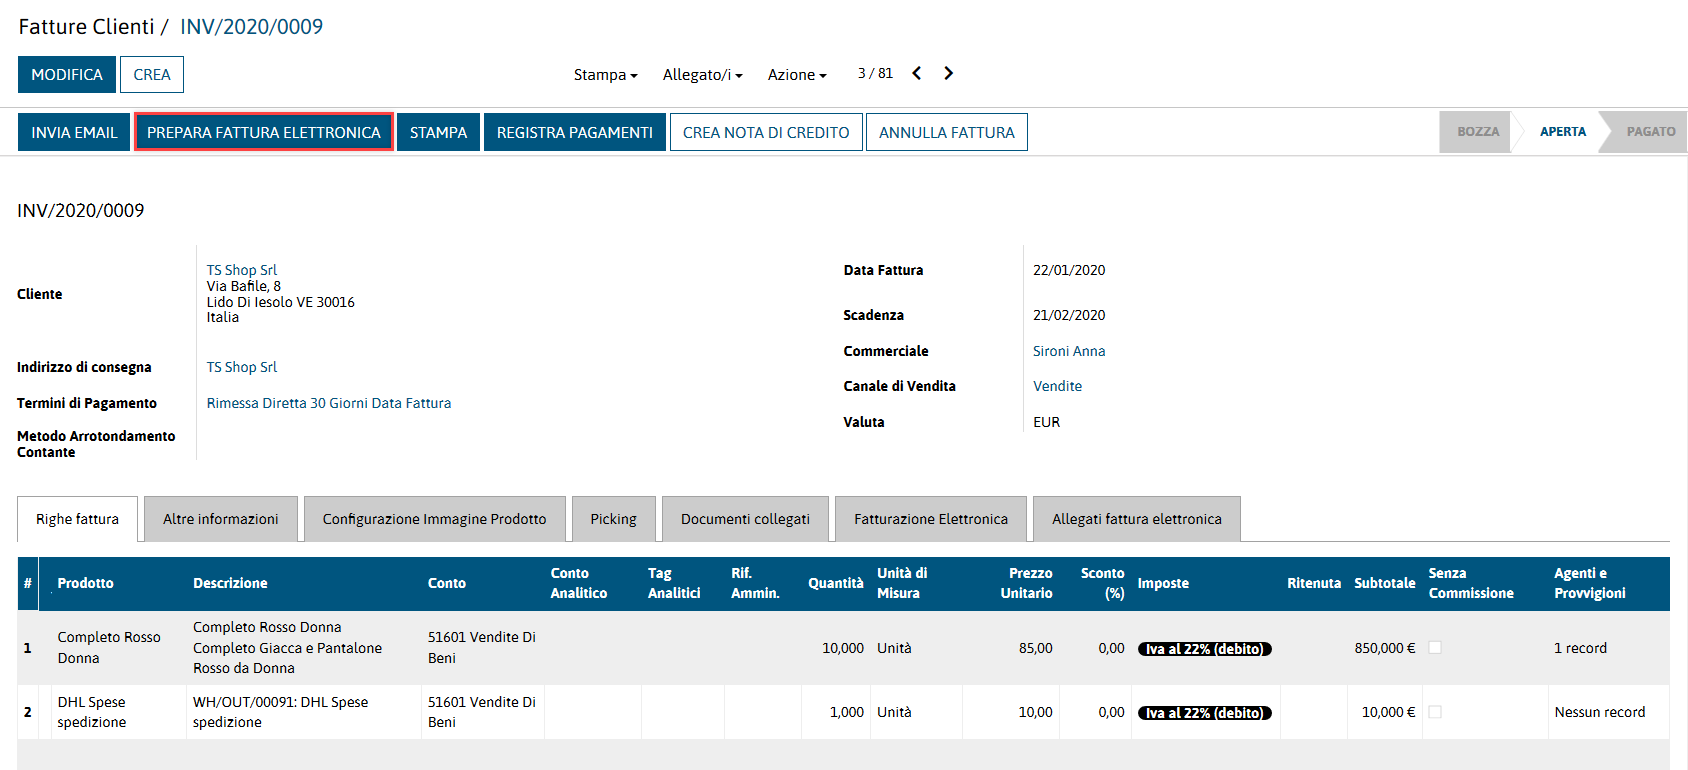 Fatture Clienti / INV/2020/0009
MODIFICA CREA Stampa Allegato/i Azione 3 / 81
INVIA EMAIL PREPARA FATTURA ELETTRONICA STAMPA REGISTRA PAGAMENTI CREA NOTA DI CREDITO ANNULLA FATTURA BOZZA APERTA PAGATO
INV/2020/0009
Cliente
TS Shop Srl
Via Bafile, 8
Lido Di Iesolo VE 30016
Italia
Indirizzo di consegna TS Shop Srl
Termini di Pagamento Rimessa Diretta 30 Giorni Data Fattura
Metodo Arrotondamento
Contante
Data Fattura 22/01/2020
Scadenza 21/02/2020
Commerciale Sironi Anna
Canale di Vendita Vendite
Valuta EUR
Righe fattura Altre informazioni Configurazione Immagine Prodotto Picking Documenti collegati Fatturazione Elettronica Allegati fattura elettronica
# Prodotto Descrizione Conto Conto Analitico Tag Analitici Rif. Ammin. Quantità Unità di Misura Prezzo Unitario Sconto (%) Imposte Ritenuta Subtotale Senza Commissione Agenti e Provvigioni
1 Completo Rosso Donna Completo Rosso Donna Completo Giacca e Pantalone Rosso da Donna 51601 Vendite Di Beni 10,000 Unità 85,00 0,00 Iva al 22% (debito) 850,000 € 1 record
2 DHL Spese spedizione WH/OUT/00091: DHL Spese spedizione 51601 Vendite Di Beni 1,000 Unità 10,00 0,00 Iva al 22% (debito) 10,000 € Nessun record